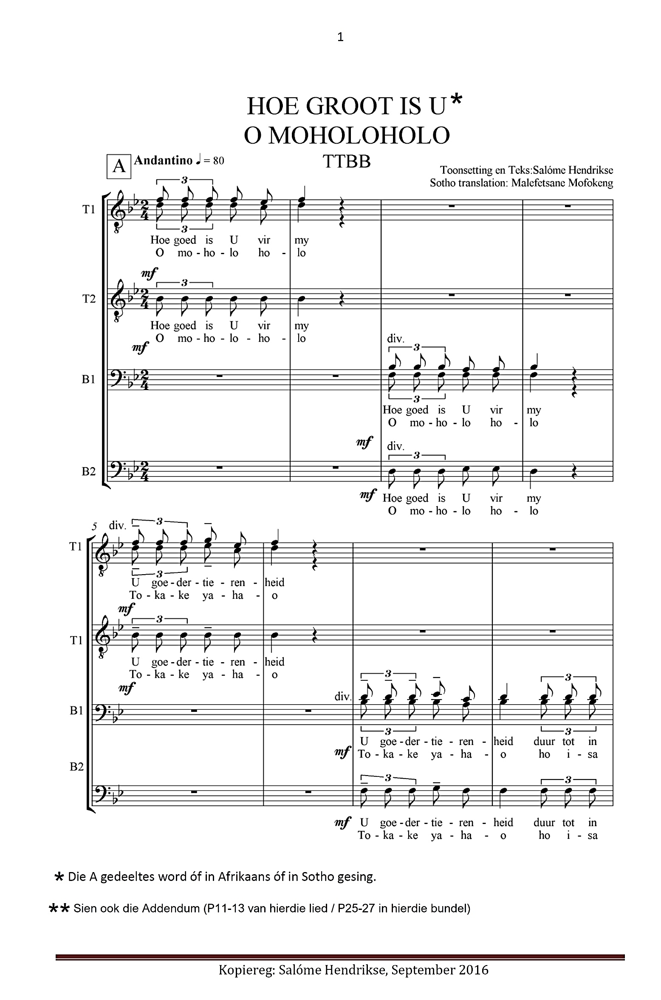 1
HOE GROOT IS U*
O MOHOLOHOLO
TTBB
A Andantino ♩ = 80
Toonsetting en Teks:Salóme Hendrikse
Sotho translation: Malefetsane Mofokeng
3
T1
3
Hoe goed is U vir my
O mo - ho - lo ho - lo
mf
3
T2
Hoe goed is U vir my
O mo - ho - lo - ho - lo
mf
div.
3
B1
3
Hoe goed is U vir my
O mo - ho - lo ho - lo
mf
div.
3
B2
mf
Hoe goed is U vir my
O mo - ho - lo ho - lo
5 div. 3
T1
3
U goe - der - tie - ren - heid
To - ka - ke ya - ha - o
mf
3
T1
U goe - der - tie - ren - heid
To - ka - ke ya - ha - o
mf
3 3
div.
B1
3 3
U goe - der - tie - ren - heid duur tot in
mf To - ka - ke ya - ha - o ho i - sa
B2
3 3
mf U goe - der - tie - ren - heid duur tot in
To - ka - ke ya - ha - o ho i - sa
* Die A gedeeltes word óf in Afrikaans óf in Sotho gesing.
** Sien ook die Addendum (P11-13 van hierdie lied / P25-27 in hierdie bundel)
Kopiereg: Salóme Hendrikse, September 2016